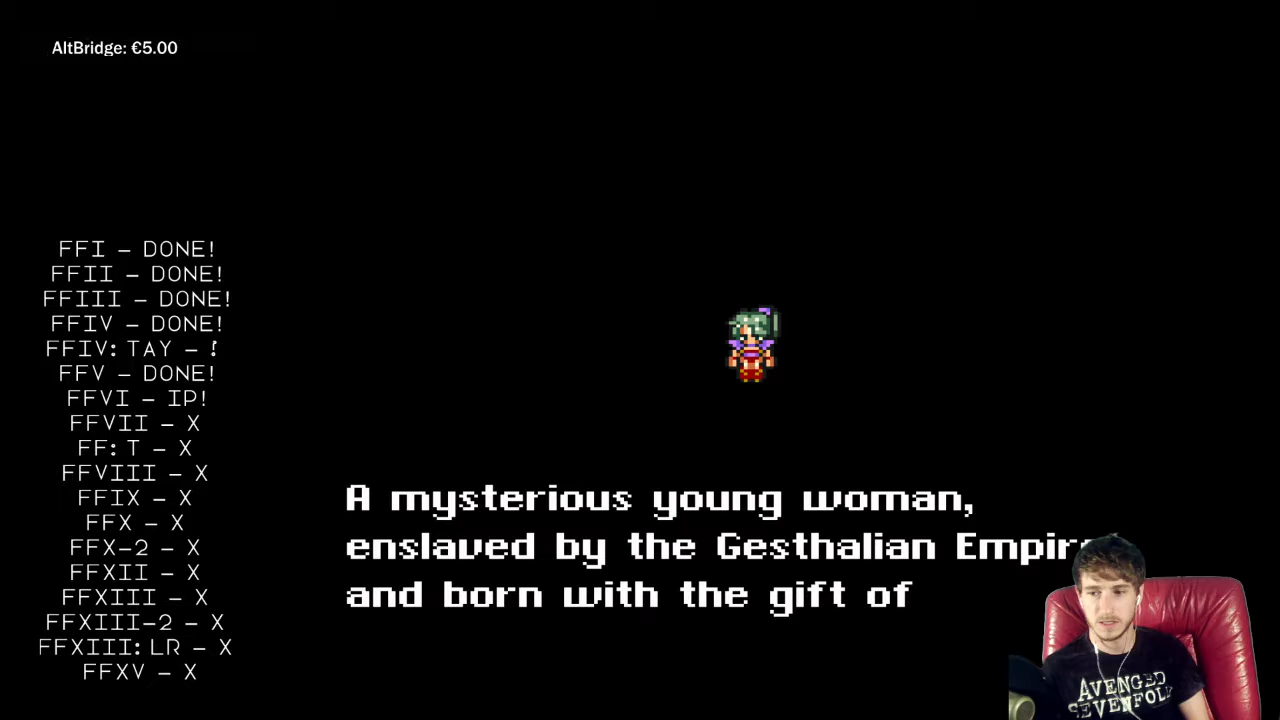 AltBridge: €5.00
FFI - DONE!
FFII - DONE!
FFIII - DONE!
FFIV - DONE!
FFIV: TAY - !
FFV - DONE!
FFVI - IP!
FFVII - X
FF: T - X
FFVIII - X
FFIX - X
FFX - X
FFX-2 - X
FFXII - X
FFXIII - X
FFXIII-2 - X
FFXIII: LR - X
FFXV - X
A mysterious young woman,
enslaved by the Gesthalian Empire
and born with the gift of
AVENGED
SEVENFOLD